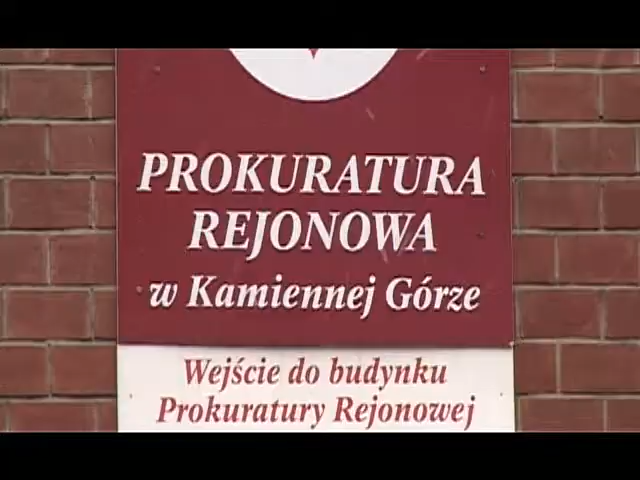 PROKURATURA
REJONOWA
w Kamiennej Górze
Wejście do budynku
Prokuratury Rejonowej